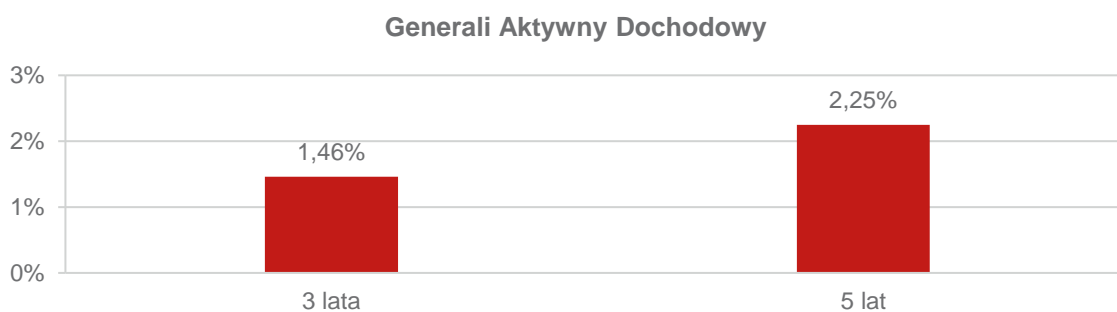 Generali Aktywny Dochodowy
3%
2,25%
2%
1,46%
1%
0%
3 lata
5 lat